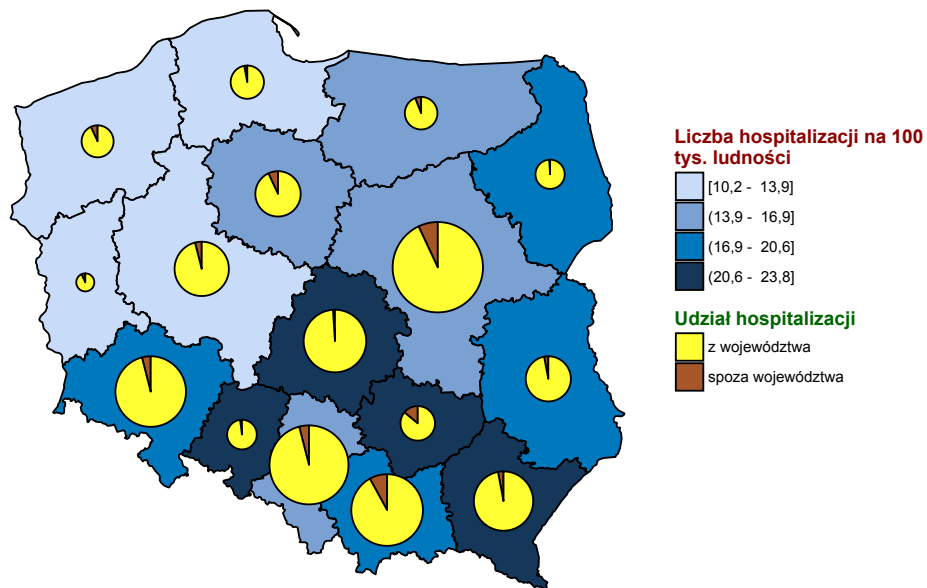 Liczba hospitalizacji na 100
tys. ludności
[10,2 - 13,9]
(13,9 - 16,9]
(16,9 - 20,6]
(20,6 - 23,8]
Udział hospitalizacji
z województwa
spoza województwa